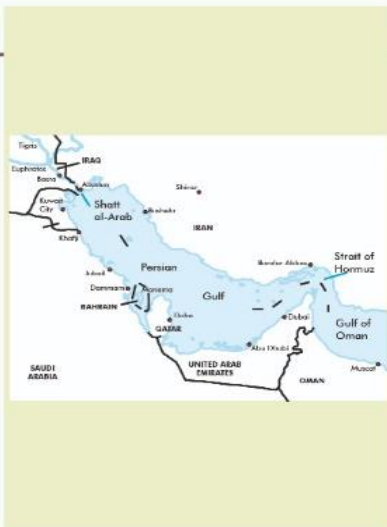 Tigris
Euphrates
IRAQ
Basra
Abadan
Shiraz
Kuwait
City
Shatt
al-Arab
Bushehr
IRAN
Khafji
Strait of
Hormuz
Bandar Abbas
Jubail
Persian
Dammam
Manama
Gulf
BAHRAIN
Doha
Dubai
Gulf of
Oman
QATAR
Abu Dhabi
Muscat
UNITED ARAB
EMIRATES
SAUDI
ARABIA
OMAN